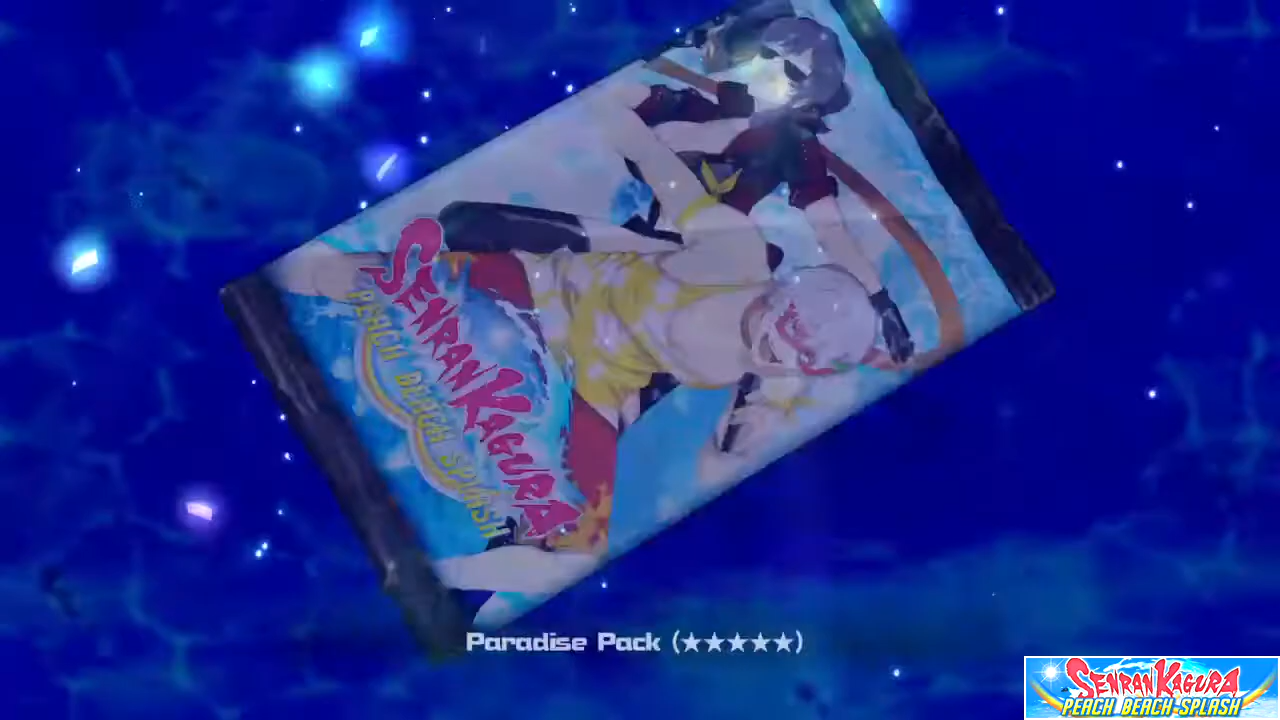 SENRAN KAGURA
PEACH BEACH SPLASH
Paradise Pack (★★★★★)
SENRAN KAGURA
PEACH BEACH SPLASH